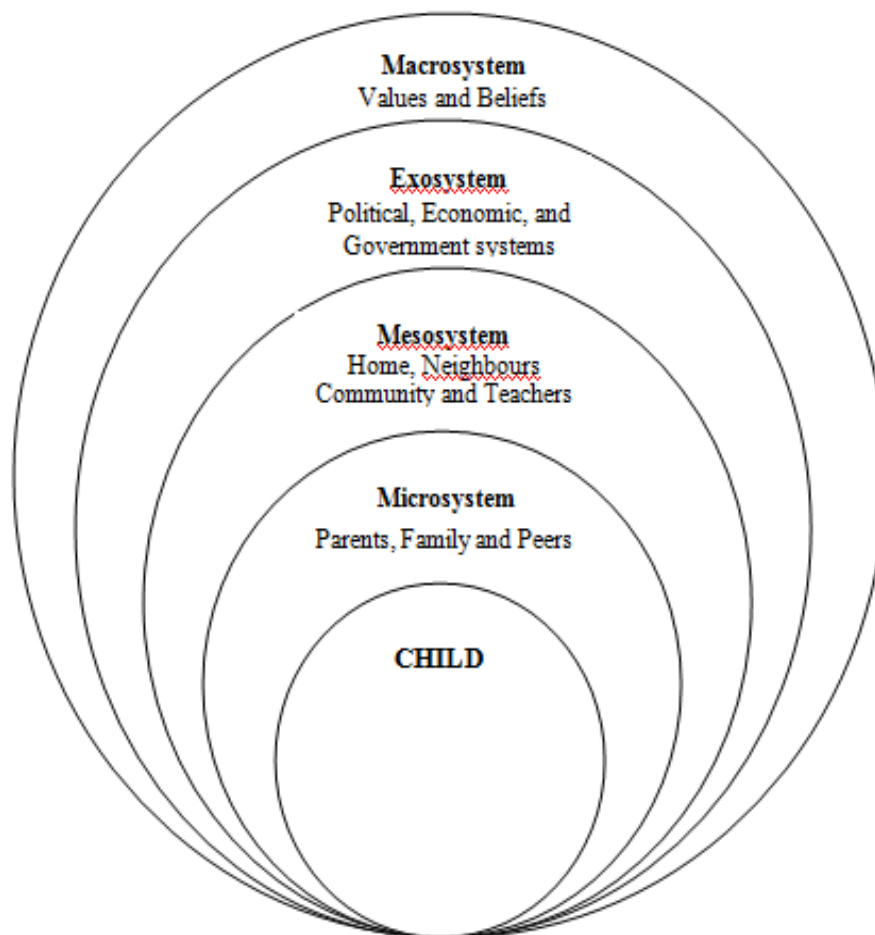 Macrosystem
Values and Beliefs
Exosystem
Political, Economic, and
Government systems
Mesosystem
Home, Neighbours
Community and Teachers
Microsystem
Parents, Family and Peers
CHILD